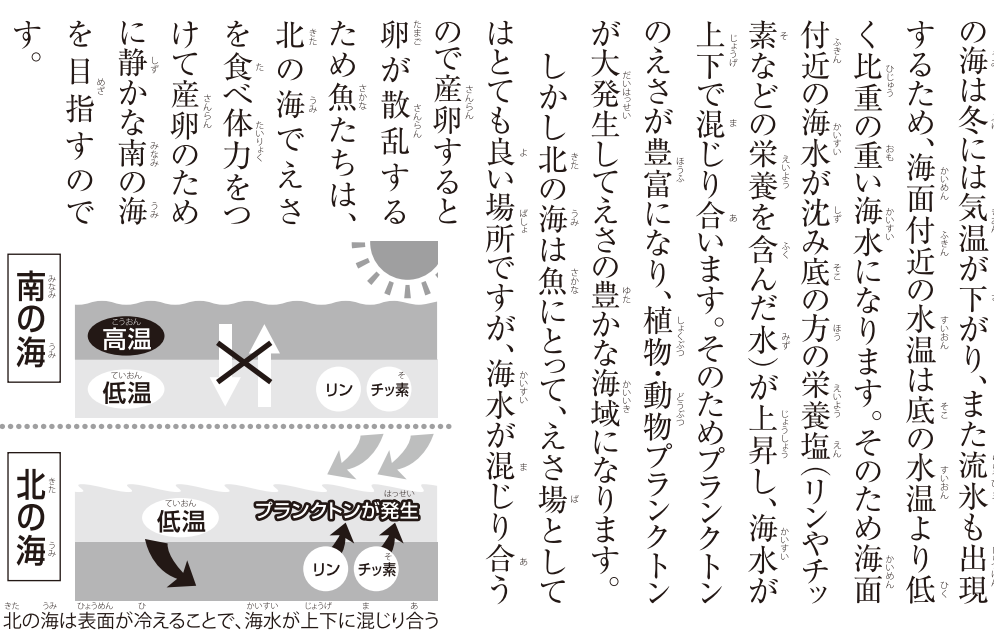 の海は冬には気温が下がり、また流氷も出現
するため、海面付近の水温は底の水温より低
く比重の重い海水になります。そのため海面
付近の海水が沈み底の方の栄養塩（リンやチッ
素などの栄養を含んだ水）が上昇し、海水が
上下で混じり合います。そのためプランクトン
のえさが豊富になり、植物・動物プランクトン
が大発生してえさの豊かな海域になります。
しかし北の海は魚にとって、えさ場として
はとても良い場所ですが、海水が混じり合う
ので産卵すると
卵が散乱する
ため魚たちは、
北の海でえさ
を食べ体力をつ
けて産卵のため
に静かな南の海
を目指すので
す。
南の海
高温
低温
リン
チッ素
北の海
低温
プランクトンが発生
リン
チッ素
北の海は表面が冷えることで、海水が上下に混じり合う